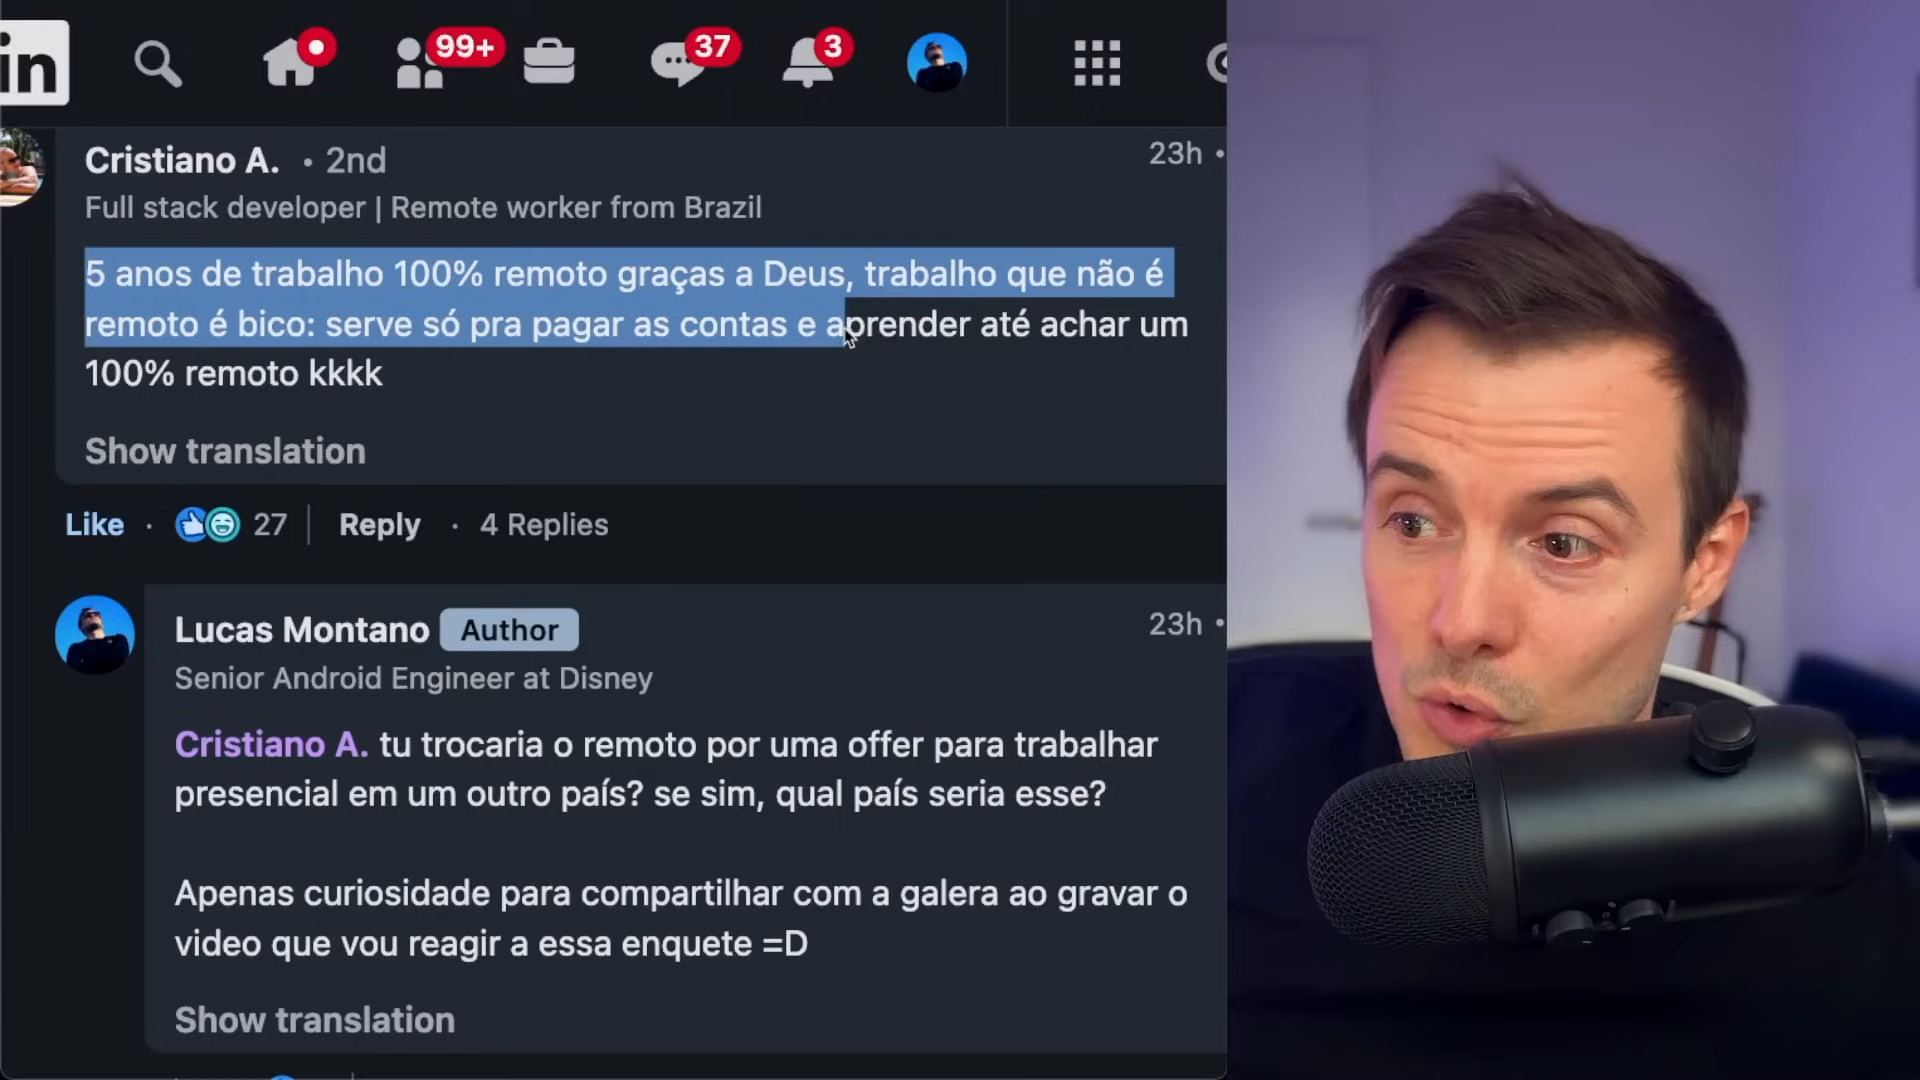 in
99+
37
3
Cristiano A. • 2nd
23h •
Full stack developer | Remote worker from Brazil
5 anos de trabalho 100% remoto graças a Deus, trabalho que não é
remoto é bico: serve só pra pagar as contas e aprender até achar um
100% remoto kkkk
Show translation
Like · 27 | Reply · 4 Replies
Lucas Montano Author
23h •
Senior Android Engineer at Disney
Cristiano A. tu trocaria o remoto por uma offer para trabalhar
presencial em um outro país? se sim, qual país seria esse?
Apenas curiosidade para compartilhar com a galera ao gravar o
video que vou reagir a essa enquete =D
Show translation